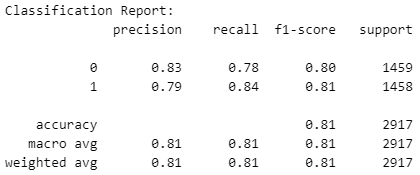 Classification Report:
precision recall f1-score support
0 0.83 0.78 0.80 1459
1 0.79 0.84 0.81 1458
accuracy 0.81 2917
macro avg 0.81 0.81 0.81 2917
weighted avg 0.81 0.81 0.81 2917